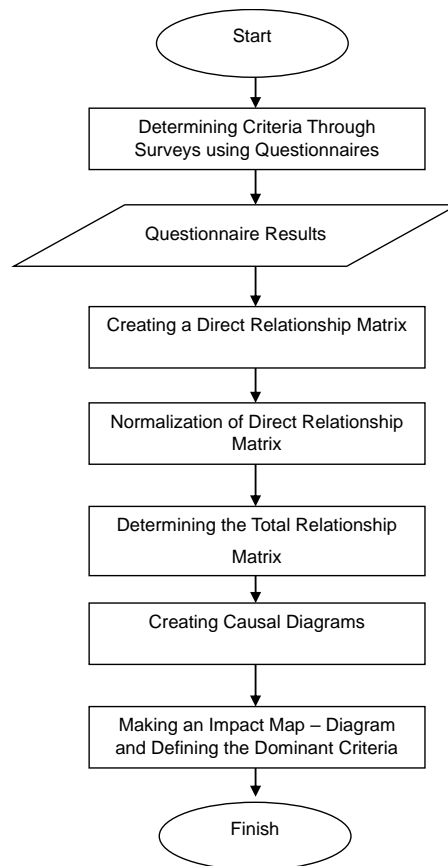 Start
Determining Criteria Through
Surveys using Questionnaires
Questionnaire Results
Creating a Direct Relationship Matrix
Normalization of Direct Relationship
Matrix
Determining the Total Relationship
Matrix
Creating Causal Diagrams
Making an Impact Map – Diagram
and Defining the Dominant Criteria
Finish